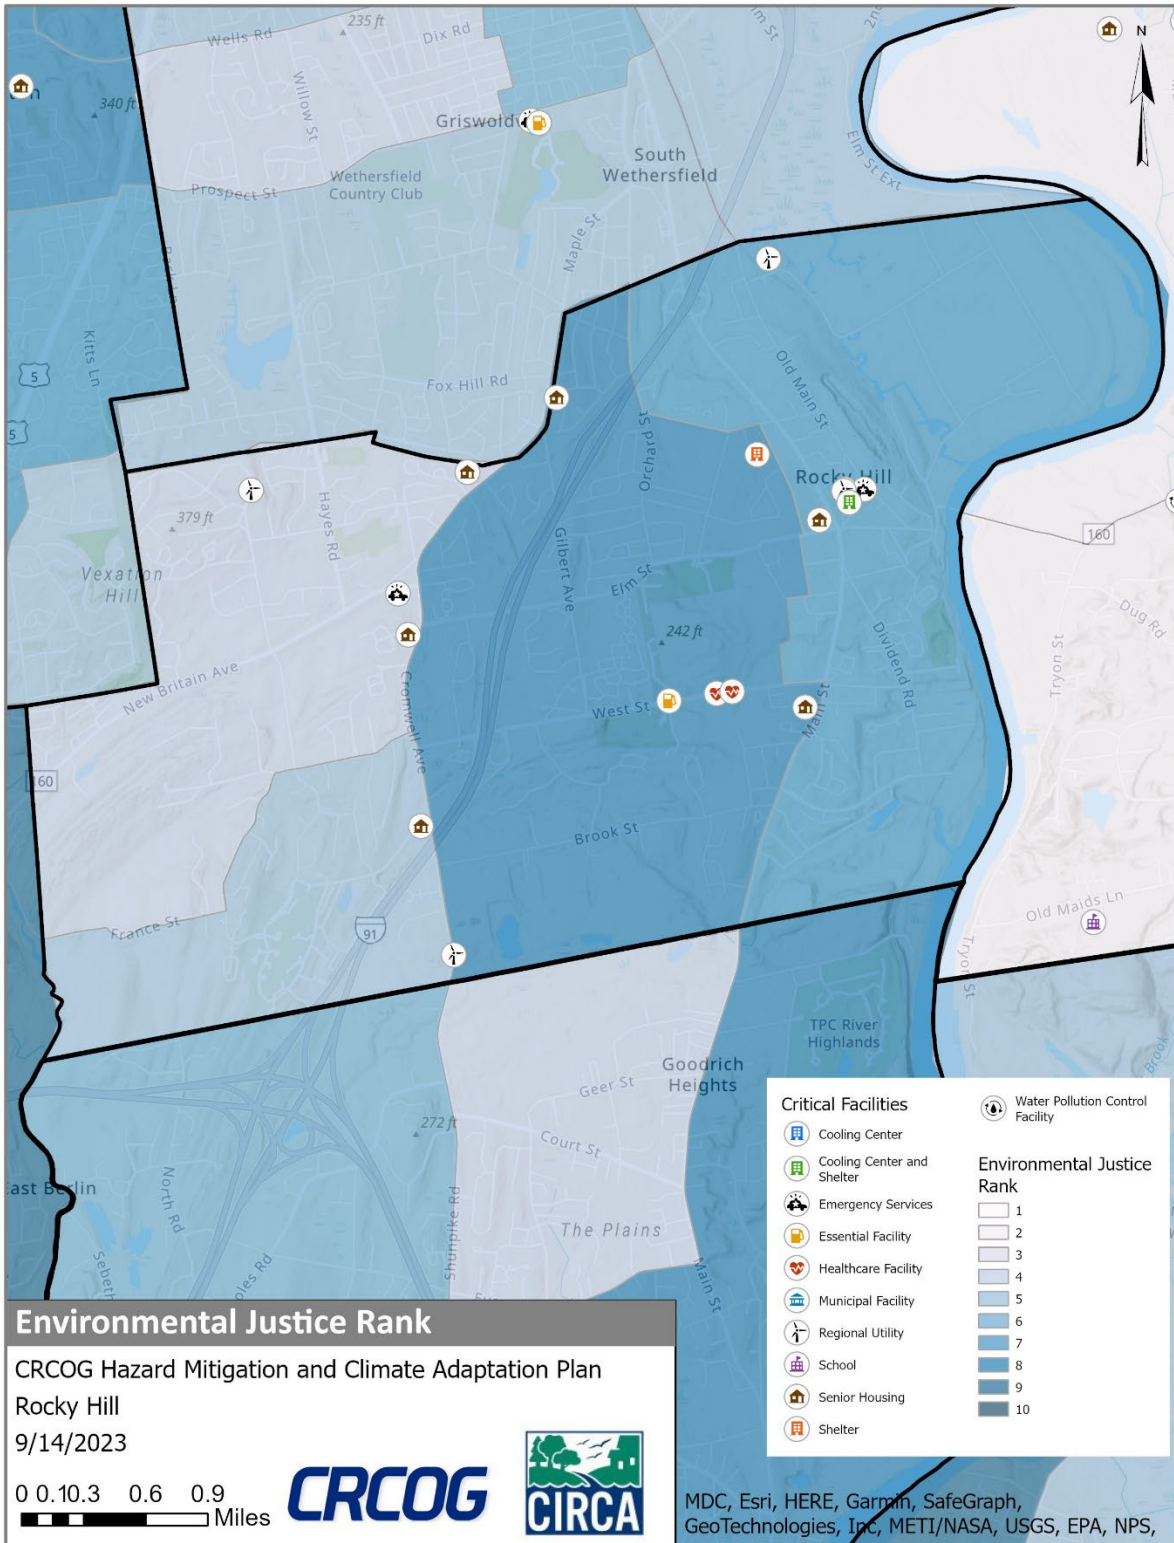 Wells Rd
235 ft
Dix Rd
N
Willow St
340 ft
Griswoldv
Elm St Ext
South
Wethersfield
Wethersfield
Country Club
Prospect St
Maple St
Kitts Ln
5
Fox Hill Rd
5
Old Main St
Orchard St
Rocky Hill
379 ft
Hayes Rd
160
Vexation
Hill
Gilbert Ave
Elm St
Dug Rd
242 ft
Tryon St
Dividend Rd
New Britain Ave
Cromwell Ave
West St
Main St
160
Brook St
Old Maids Ln
France St
91
Tryon St
TPC River
Highlands
Brook
Goodrich
Heights
Geer St
272 ft
Court St
East Berlin
North Rd
Shunpike Rd
The Plains
Main St
Sebeth
oles Rd
Critical Facilities
Cooling Center
Cooling Center and
Shelter
Emergency Services
Essential Facility
Healthcare Facility
Municipal Facility
Regional Utility
School
Senior Housing
Shelter
Water Pollution Control
Facility
Environmental Justice
Rank
1
2
3
4
5
6
7
8
9
10
Environmental Justice Rank
CRCOG Hazard Mitigation and Climate Adaptation Plan
Rocky Hill
9/14/2023
0 0.10.3 0.6 0.9
Miles
CRCOG
CIRCA
MDC, Esri, HERE, Garmin, SafeGraph,
GeoTechnologies, Inc, METI/NASA, USGS, EPA, NPS,